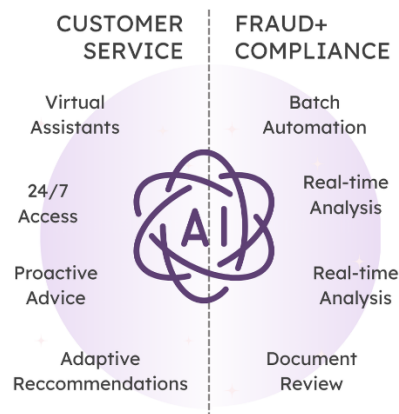 CUSTOMER
SERVICE
Virtual
Assistants
24/7
Access
Proactive
Advice
Adaptive
Reccommendations
AI
FRAUD+
COMPLIANCE
Batch
Automation
Real-time
Analysis
Real-time
Analysis
Document
Review